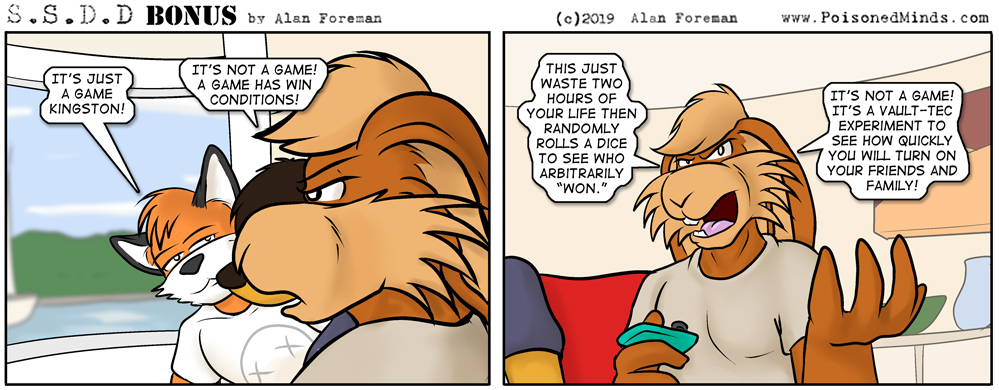 S.S.D.D BONUS by Alan Foreman (c)2019 Alan Foreman www.PoisonedMinds.com
IT'S JUST
A GAME
KINGSTON!
IT'S NOT A GAME!
A GAME HAS WIN
CONDITIONS!
THIS JUST
WASTE TWO
HOURS OF
YOUR LIFE THEN
RANDOMLY
ROLLS A DICE
TO SEE WHO
ARBITRARILY
"WON."
IT'S NOT A GAME!
IT'S A VAULT-TEC
EXPERIMENT TO
SEE HOW QUICKLY
YOU WILL TURN ON
YOUR FRIENDS AND
FAMILY!